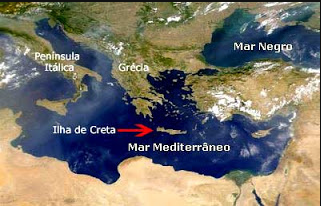 Mar Negro
Península
Itálica
Grécia
Ilha de Creta
Mar Mediterrâneo